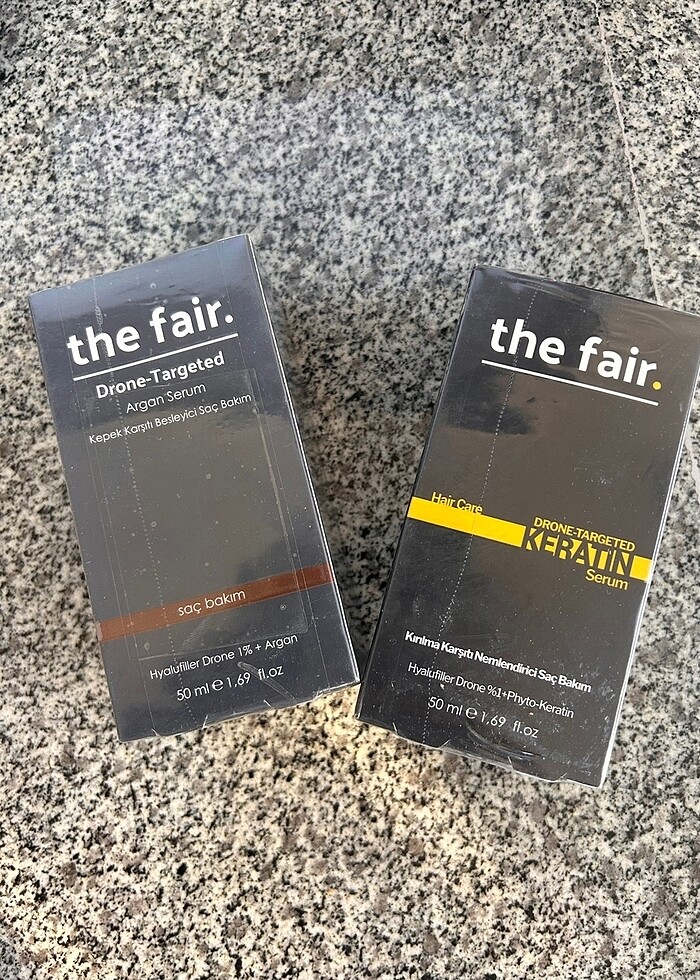 the fair.
Drone-Targeted
Argan Serum
Kepek Karşıtı Besleyici Saç Bakım
saç bakım
Hyalufiller Drone 1% + Argan
50 ml ℮ 1,69 fl.oz
the fair.
Hair Care
DRONE-TARGETED
KERATIN
Serum
Kırılma Karşıtı Nemlendirici Saç Bakım
Hyalufiller Drone %1+Phyto-Keratin
50 ml ℮ 1,69 fl.oz